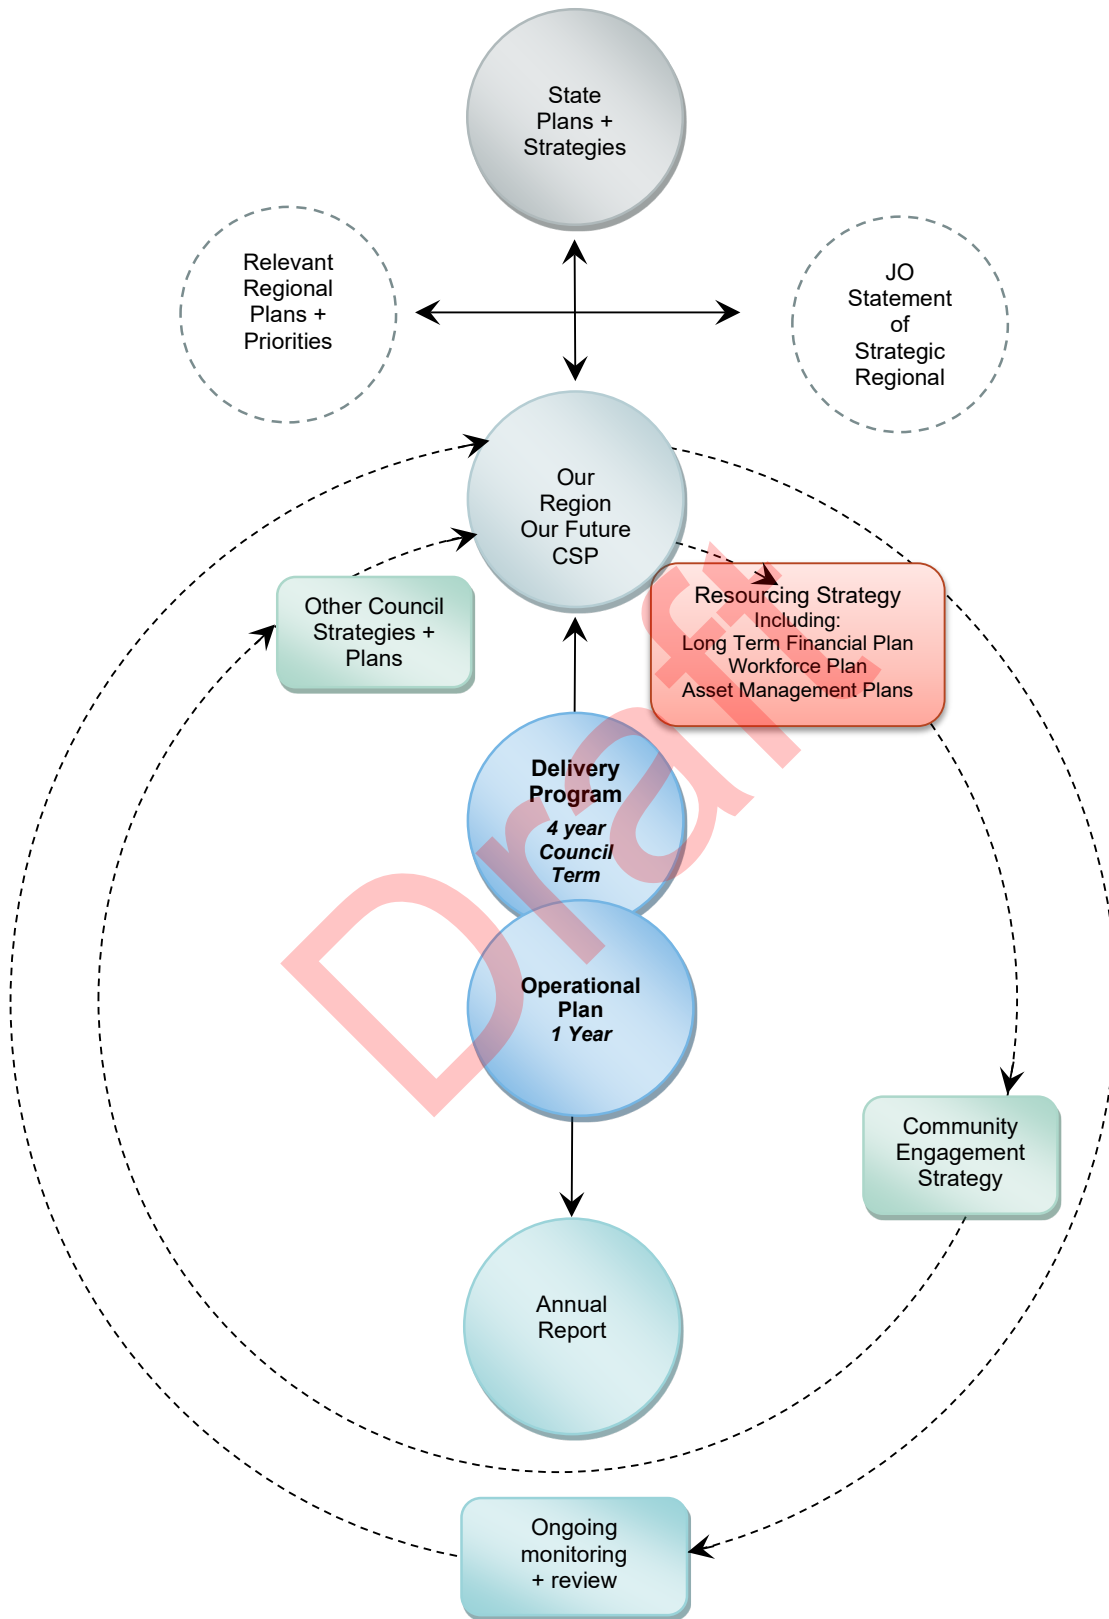 State
Plans +
Strategies
Relevant
Regional
Plans +
Priorities
JO
Statement
of
Strategic
Regional
Our
Region
Our Future
CSP
Other Council
Strategies +
Plans
Resourcing Strategy
Including:
Long Term Financial Plan
Workforce Plan
Asset Management Plans
Delivery
Program
4 year
Council
Term
Operational
Plan
1 Year
Community
Engagement
Strategy
Annual
Report
Ongoing
monitoring
+ review
Draft